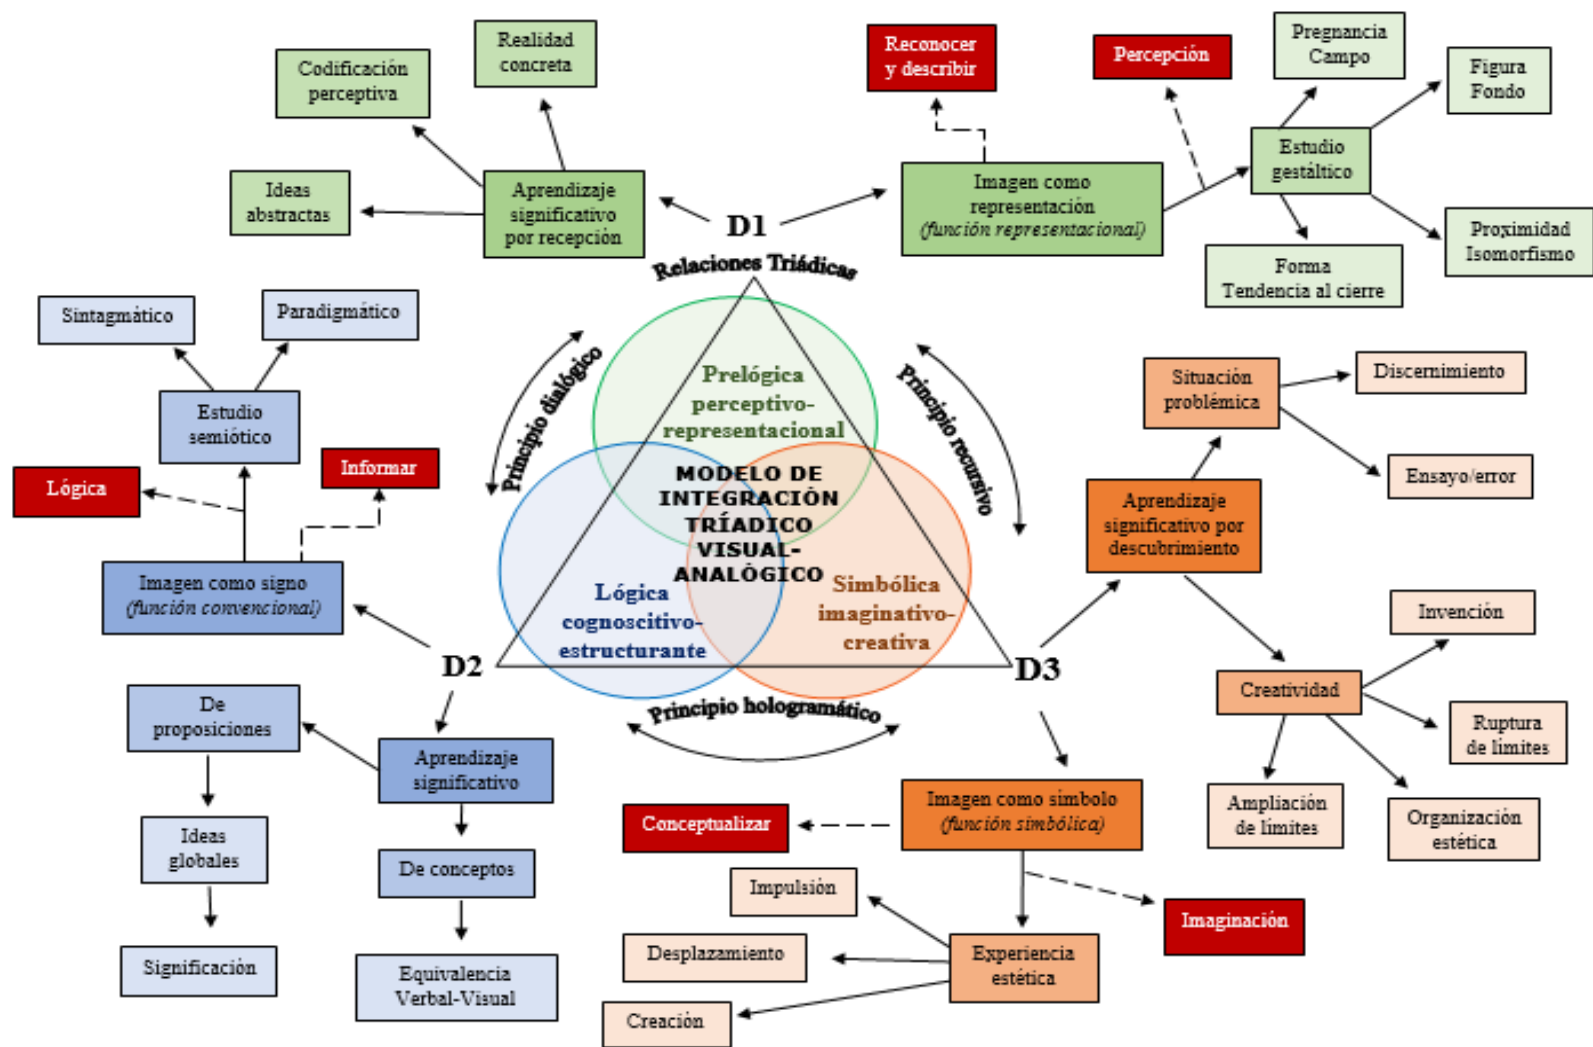 Realidad
concreta
Codificación
perceptiva
Ideas
abstractas
Aprendizaje
significativo
por recepción
Reconocer
y describir
Percepción
Pregnancia
Campo
Figura
Fondo
Estudio
gestáltico
Imagen como
representación
(función representacional)
Proximidad
Isomorfismo
Forma
Tendencia al cierre
D1
Relaciones Triádicas
Sintagmático
Paradigmático
Estudio
semiótico
Lógica
Informar
Imagen como signo
(función convencional)
Principio dialógico
Principio recursivo
Prelógica
perceptivo-
representacional
MODELO DE
INTEGRACIÓN
TRÍADICO
VISUAL-
ANALÓGICO
Lógica
cognoscitivo-
estructurante
Simbólica
imaginativo-
creativa
Situación
problémica
Discernimiento
Ensayo/error
Aprendizaje
significativo por
descubrimiento
D2
D3
Principio hologramático
Invención
Creatividad
Ruptura
de límites
Ampliación
de límites
Organización
estética
De
proposiciones
Aprendizaje
significativo
Ideas
globales
De conceptos
Significación
Equivalencia
Verbal-Visual
Imagen como símbolo
(función simbólica)
Conceptualizar
Impulsión
Imaginación
Desplazamiento
Experiencia
estética
Creación